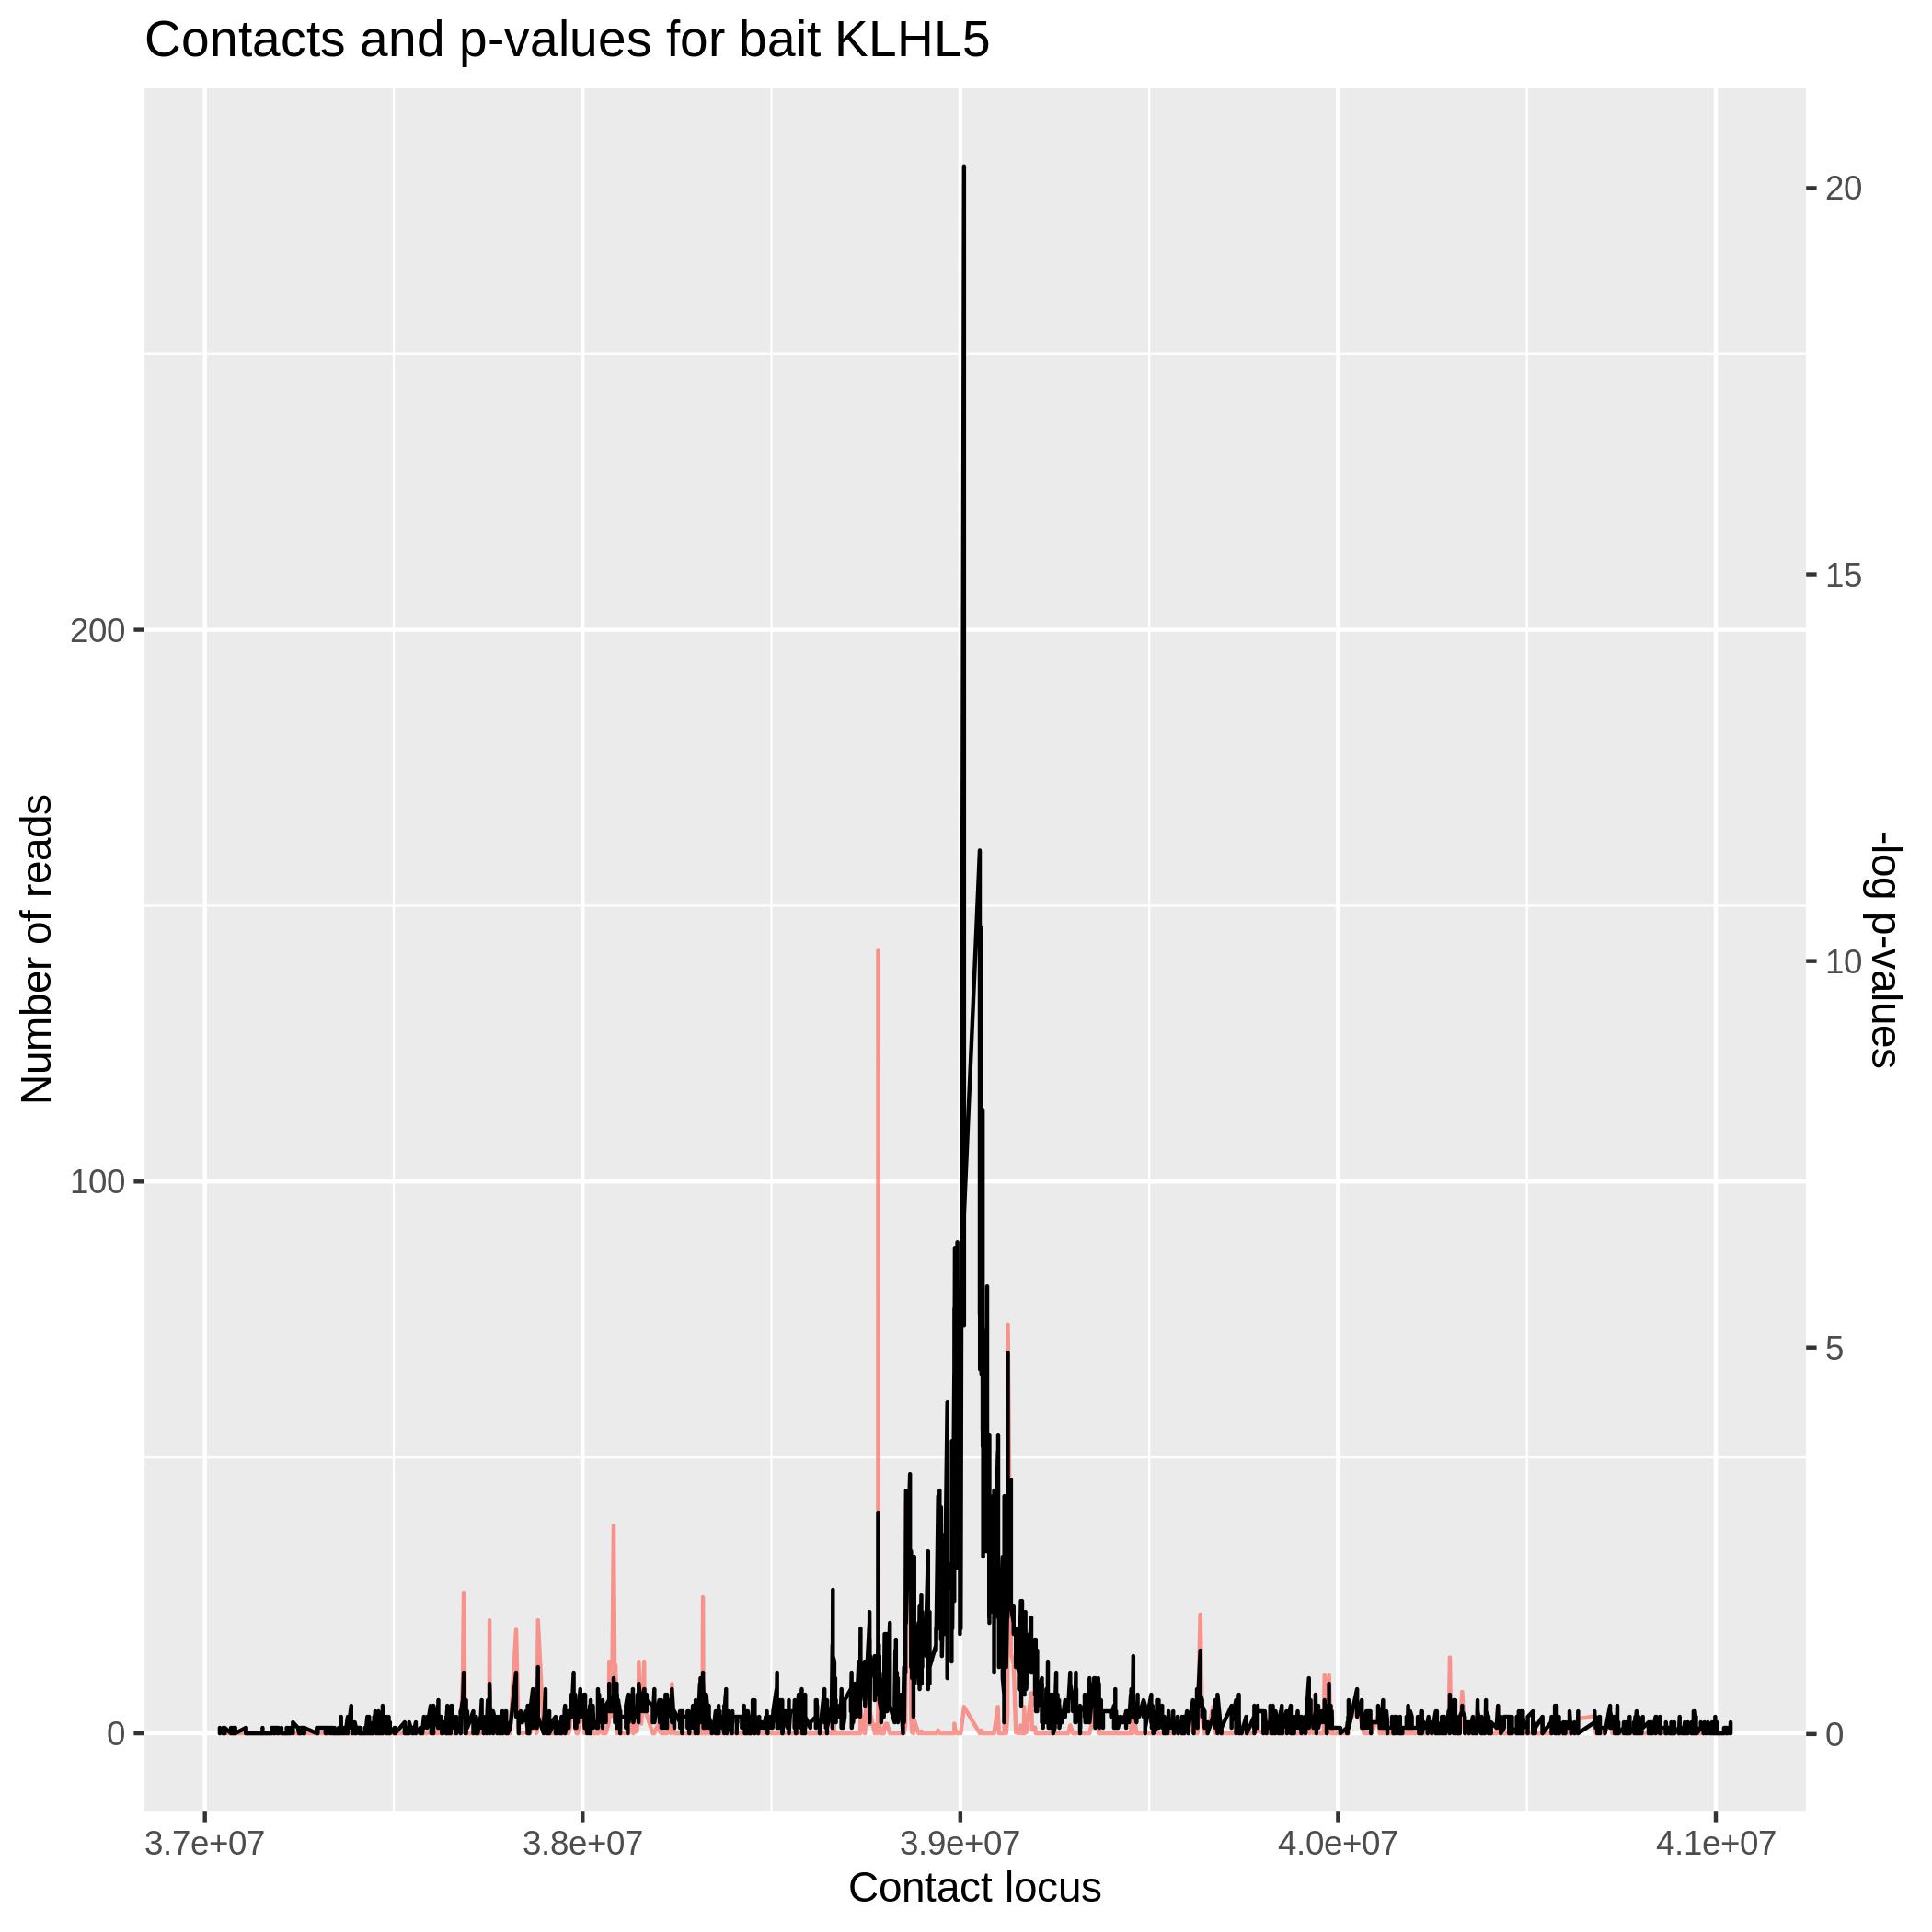 Contacts and p-values for bait KLHL5
Number of reads
200
100
0
20
15
10
5
0
-log p-values
3.7e+07 3.8e+07 3.9e+07 4.0e+07 4.1e+07
Contact locus